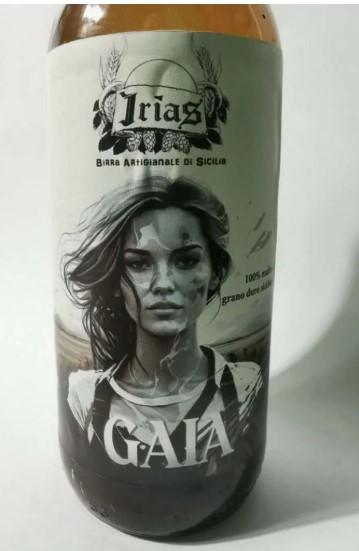 Irias
Birra Artigianale di Sicilia
100% malto
grano duro
GAIA